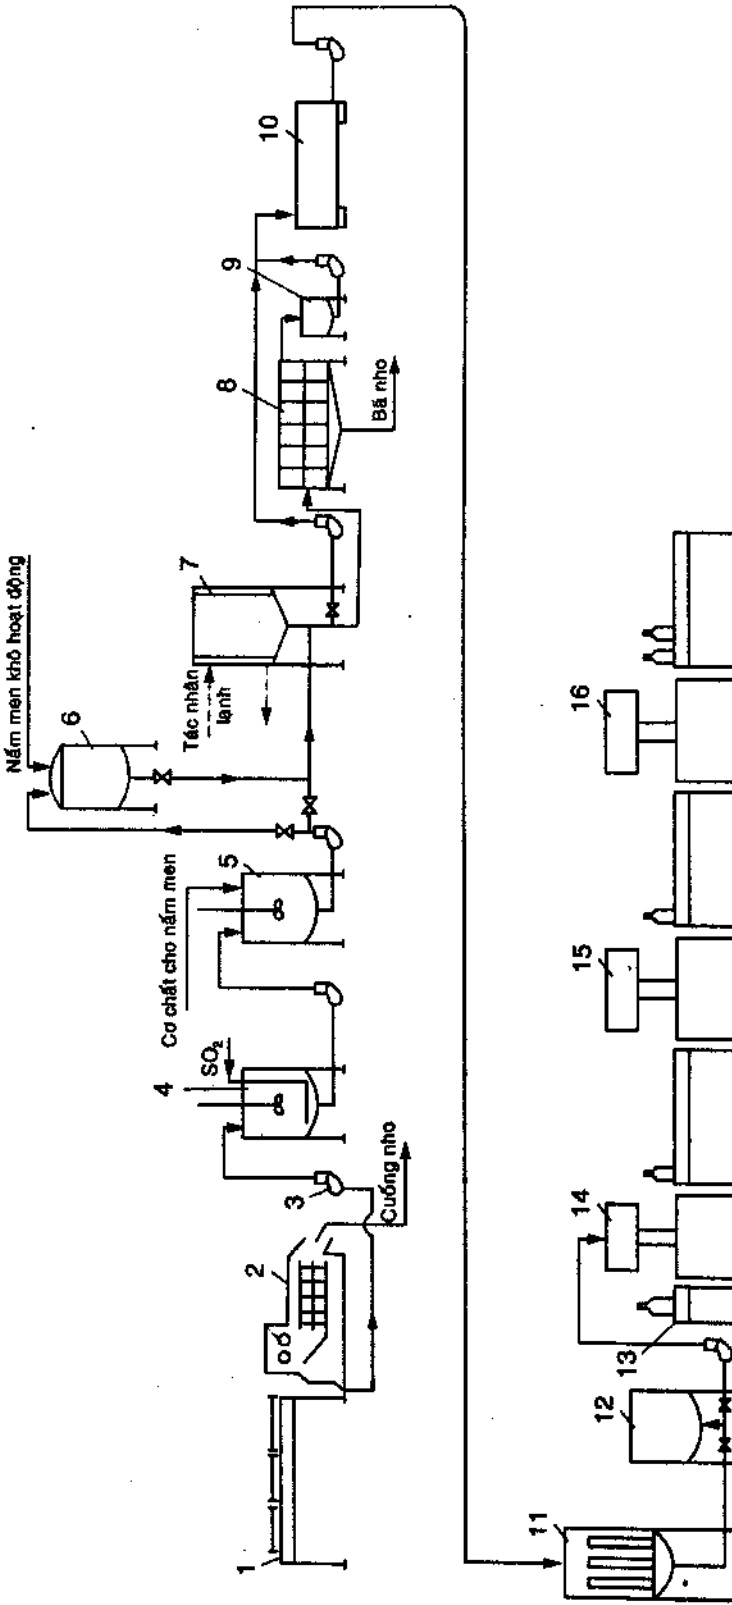 1
2
3
Cuống nho
4
SO₂
Cơ chất cho nấm men
5
Nấm men khô hoạt động
6
7
Tác nhân
lạnh
8
Bã nho
9
10
11
12
13
14
15
16